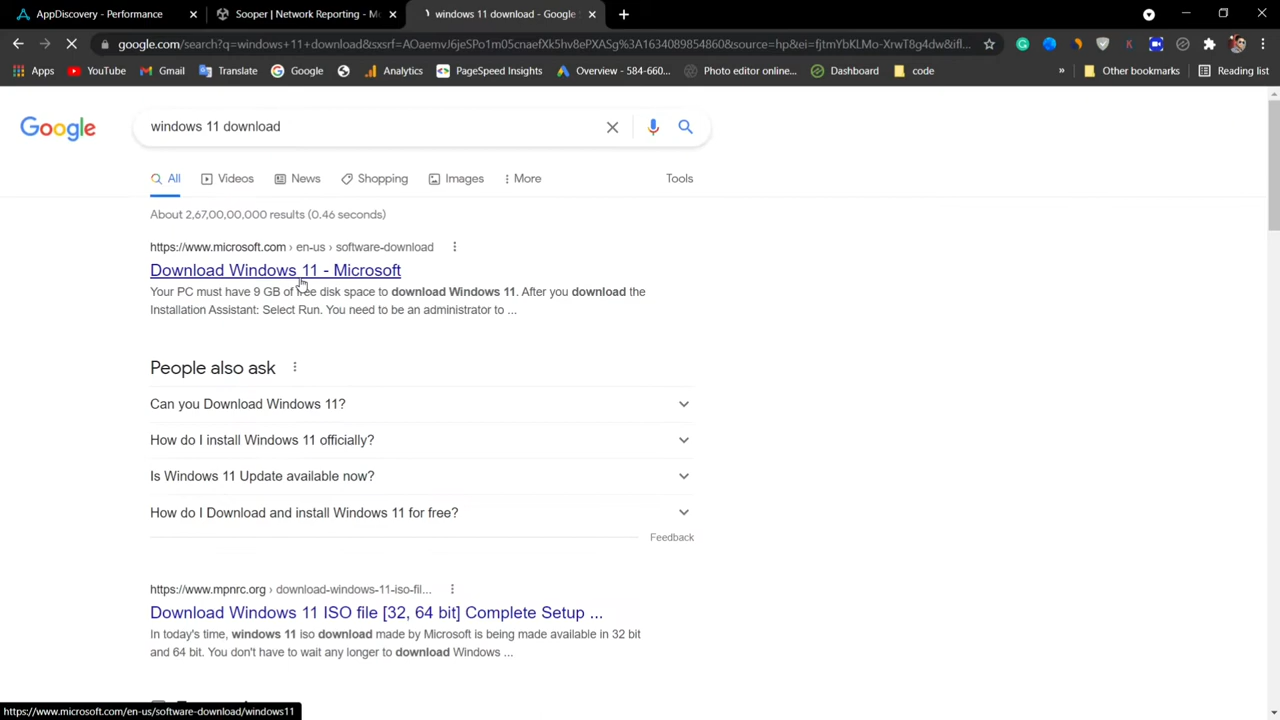 AppDiscovery - Performance
Sooper | Network Reporting - Mo
windows 11 download - Google S
google.com/search?q=windows+11+download&sxsrf=AOaemvJ6jeSPo1m05cnaefXk5hv8ePXASg%3A1634089854860&source=hp&ei=fjtmYbKLMo-XrwT8g4dw&ifl...
Apps
YouTube
Gmail
Translate
Google
Analytics
PageSpeed Insights
Overview - 584-660...
Photo editor online...
Dashboard
code
»
Other bookmarks
Reading list
Google
windows 11 download
All
Videos
News
Shopping
Images
More
Tools
About 2,67,00,00,000 results (0.46 seconds)
https://www.microsoft.com › en-us › software-download
Download Windows 11 - Microsoft
Your PC must have 9 GB of free disk space to download Windows 11. After you download the
Installation Assistant: Select Run. You need to be an administrator to ...
People also ask
Can you Download Windows 11?
How do I install Windows 11 officially?
Is Windows 11 Update available now?
How do I Download and install Windows 11 for free?
Feedback
https://www.mpnrc.org › download-windows-11-iso-fil...
Download Windows 11 ISO file [32, 64 bit] Complete Setup ...
In today's time, windows 11 iso download made by Microsoft is being made available in 32 bit
and 64 bit. You don't have to wait any longer to download Windows ...
https://www.microsoft.com/en-us/software-download/windows11